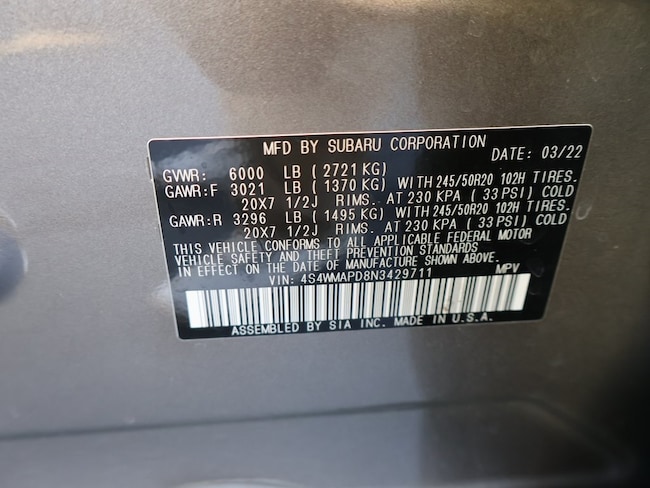 MFD BY SUBARU CORPORATION DATE: 03/22
GVWR: 6000 LB ( 2721 KG)
GAWR:F 3021 LB ( 1370 KG) WITH 245/50R20 102H TIRES.
20X7 1/2J RIMS. AT 230 KPA ( 33 PSI) COLD
GAWR:R 3296 LB ( 1495 KG) WITH 245/50R20 102H TIRES.
20X7 1/2J RIMS. AT 230 KPA ( 33 PSI) COLD
THIS VEHICLE CONFORMS TO ALL APPLICABLE FEDERAL MOTOR
VEHICLE SAFETY AND THEFT PREVENTION STANDARDS
IN EFFECT ON THE DATE OF MANUFACTURE SHOWN ABOVE.
VIN: 4S4WMAPD8N3429711 MPV
ASSEMBLED BY SIA INC. MADE IN U.S.A.